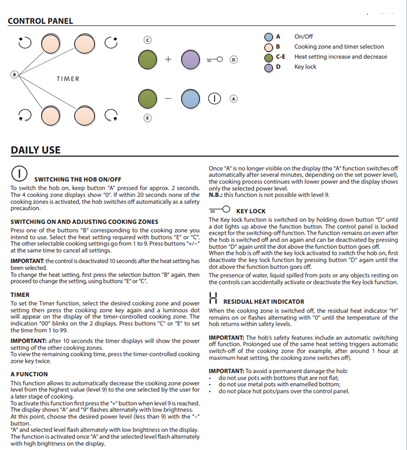 CONTROL PANEL
B
TIMER
C
+
D
−
A
E
A On/Off
B Cooking zone and timer selection
C-E Heat setting increase and decrease
D Key lock
DAILY USE
SWITCHING THE HOB ON/OFF
To switch the hob on, keep button "A" pressed for approx. 2 seconds.
The 4 cooking zone displays show "0". If within 20 seconds none of the
cooking zones is activated, the hob switches off automatically as a safety
precaution.
SWITCHING ON AND ADJUSTING COOKING ZONES
Press one of the buttons "B" corresponding to the cooking zone you
intend to use. Select the heat setting required with buttons "E" or "C".
The other selectable cooking settings go from 1 to 9. Press buttons "+/–"
at the same time to cancel all settings.
IMPORTANT: the control is deactivated 10 seconds after the heat setting has
been selected.
To change the heat setting, first press the selection button "B" again, then
proceed to change the setting, using buttons "E" or "C".
TIMER
To set the Timer function, select the desired cooking zone and power
setting then press the cooking zone key again and a luminous dot
will appear on the display of the timer-controlled cooking zone. The
indication "00" blinks on the 2 displays. Press buttons "C" or "E" to set
the time from 1 to 99.
IMPORTANT: after 10 seconds the timer displays will show the power
setting of the other cooking zones.
To view the remaining cooking time, press the timer-controlled cooking
zone key twice.
A FUNCTION
This function allows to automatically decrease the cooking zone power
level from the highest value (level 9) to the one selected by the user for
a later stage of cooking.
To activate this function first press the "+" button when level 9 is reached.
The display shows "A" and "9" flashes alternatively with low brightness.
At this point, choose the desired power level (less than 9) with the "–"
button.
"A" and selected level flash alternatively with low brightness on the display.
The function is activated once "A" and the selected level flash alternatively
with high brightness on the display.
Once "A" is no longer visible on the display (the "A" function switches off
automatically after several minutes, depending on the set power level),
the cooking process continues with lower power and the display shows
only the selected power level.
N.B.: this function is not possible with level 9.
KEY LOCK
The Key lock function is switched on by holding down button "D" until
a dot lights up above the button. The control panel is locked
except for the switching-off function. The function remains on even after
the hob is switched off and on again and can be deactivated by pressing
button "D" again until the dot above the function button goes off.
When the hob is off with the key lock activated to switch the hob on, first
deactivate the key lock function by pressing button "D" again until the
dot above the function button goes off.
The presence of water, liquid spilled from pots or any objects resting on
the controls can accidentally activate or deactivate the Key lock function.
H RESIDUAL HEAT INDICATOR
When the cooking zone is switched off, the residual heat indicator "H"
remains on or flashes alternating with "0" until the temperature of the
hob returns within safety levels.
IMPORTANT: The hob's safety features include an automatic switching
off function. Prolonged use of the same heat setting triggers automatic
switch-off of the cooking zone (for example, after around 1 hour at
maximum heat setting, the cooking zone switches off).
IMPORTANT: To avoid a permanent damage the hob:
• do not use pots with bottoms that are not flat;
• do not use metal pots with enamelled bottom;
• do not place hot pots/pans over the control panel.